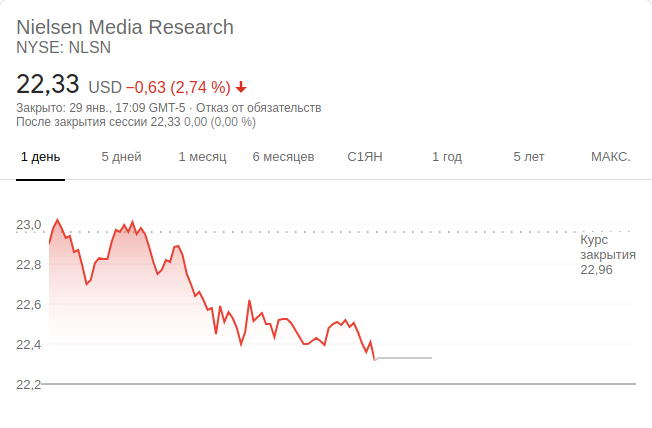 Nielsen Media Research
NYSE: NLSN
22,33 USD −0,63 (2,74 %)
Закрыто: 29 янв., 17:09 GMT-5 · Отказ от обязательств
После закрытия сессии 22,33 0,00 (0,00 %)
1 день 5 дней 1 месяц 6 месяцев С1ЯН 1 год 5 лет МАКС.
23,0
Курс
закрытия
22,96
22,8
22,6
22,4
22,2